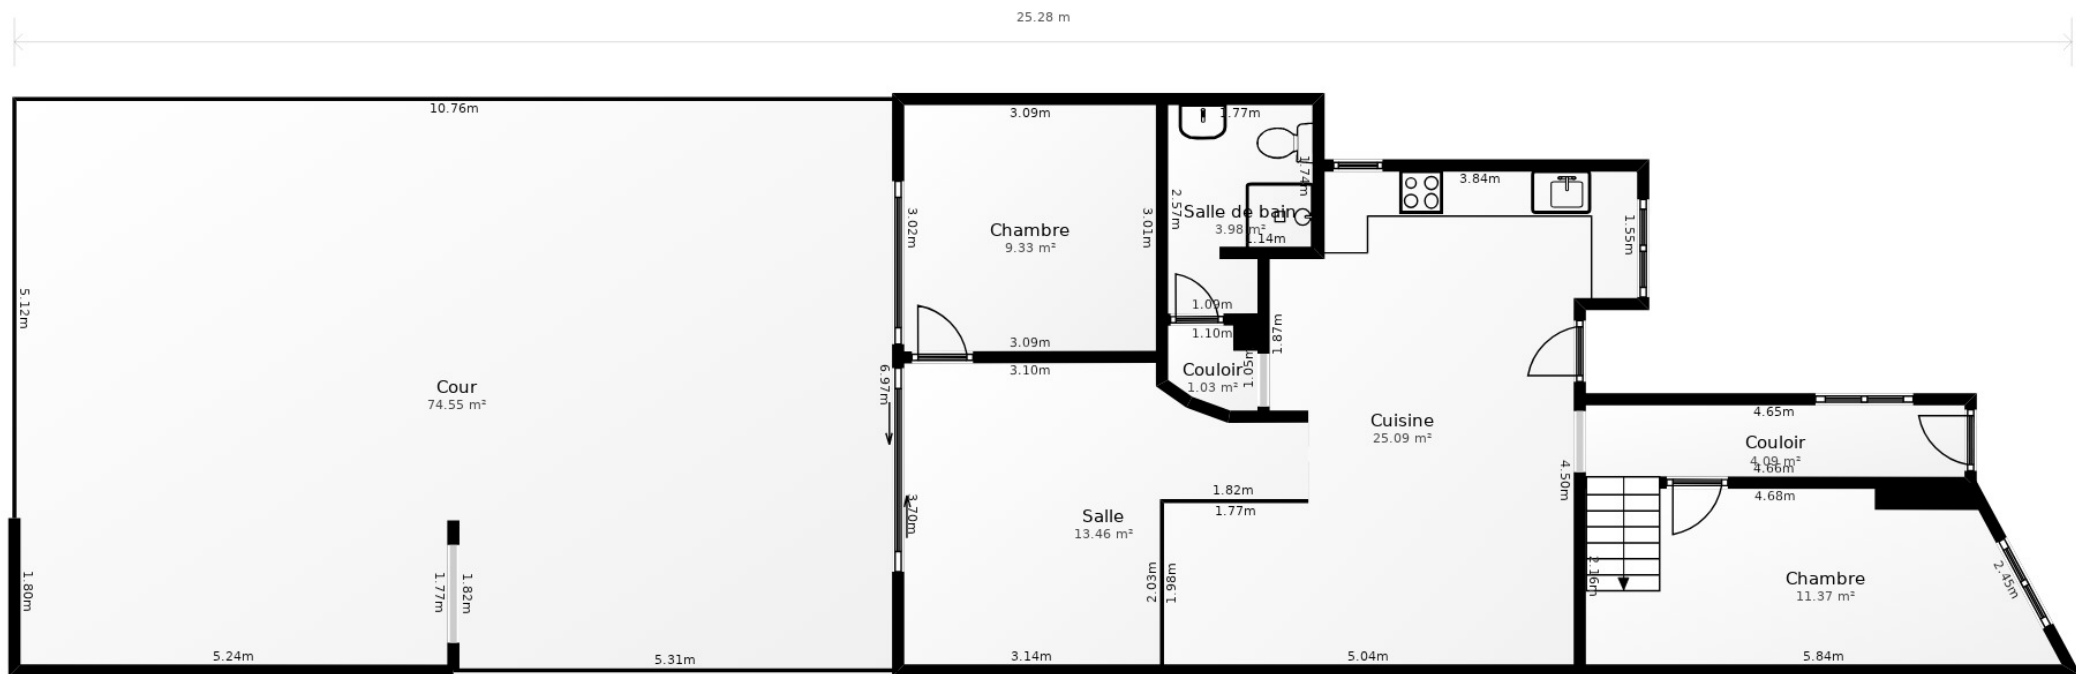 25.28 m
10.76m
5.12m
Cour
74.55 m²
1.80m
5.24m
1.77m
1.82m
5.31m
6.97m
3.09m
3.02m
3.01m
Chambre
9.33 m²
3.09m
1.77m
1.74m
2.57m
Salle de bain
3.98 m²
1.14m
1.09m
1.10m
Couloir
1.03 m²
1.05m
1.87m
3.10m
3.70m
Salle
13.46 m²
1.82m
1.77m
2.03m
1.98m
3.14m
3.84m
1.55m
Cuisine
25.09 m²
4.50m
5.04m
4.65m
Couloir
4.09 m²
4.66m
4.68m
2.16m
Chambre
11.37 m²
2.45m
5.84m